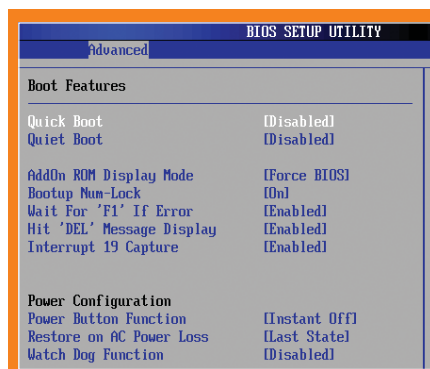 BIOS SETUP UTILITY
Advanced
Boot Features
Quick Boot [Disabled]
Quiet Boot [Disabled]
AddOn ROM Display Mode [Force BIOS]
Bootup Num-Lock [On]
Wait For 'F1' If Error [Enabled]
Hit 'DEL' Message Display [Enabled]
Interrupt 19 Capture [Enabled]
Power Configuration
Power Button Function [Instant Off]
Restore on AC Power Loss [Last State]
Watch Dog Function [Disabled]